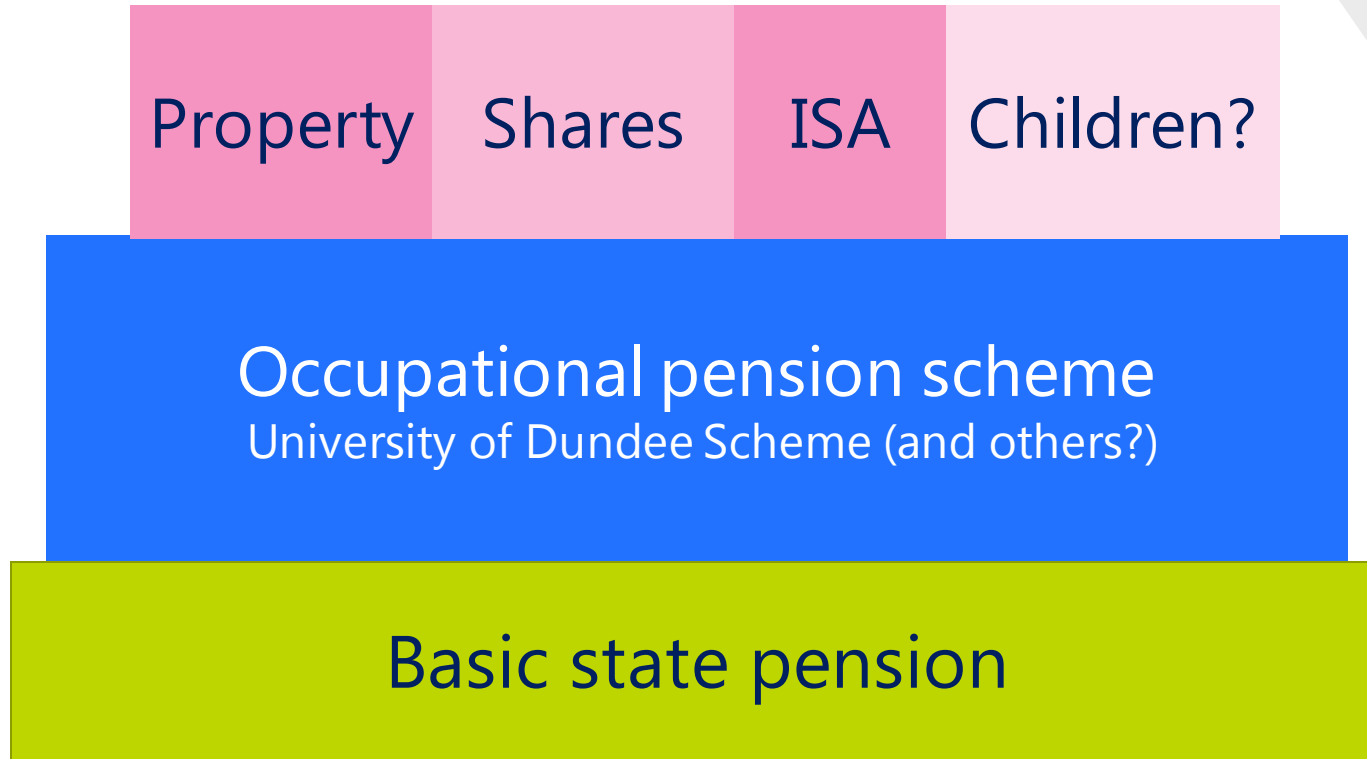 Property Shares ISA Children?
Occupational pension scheme
University of Dundee Scheme (and others?)
Basic state pension